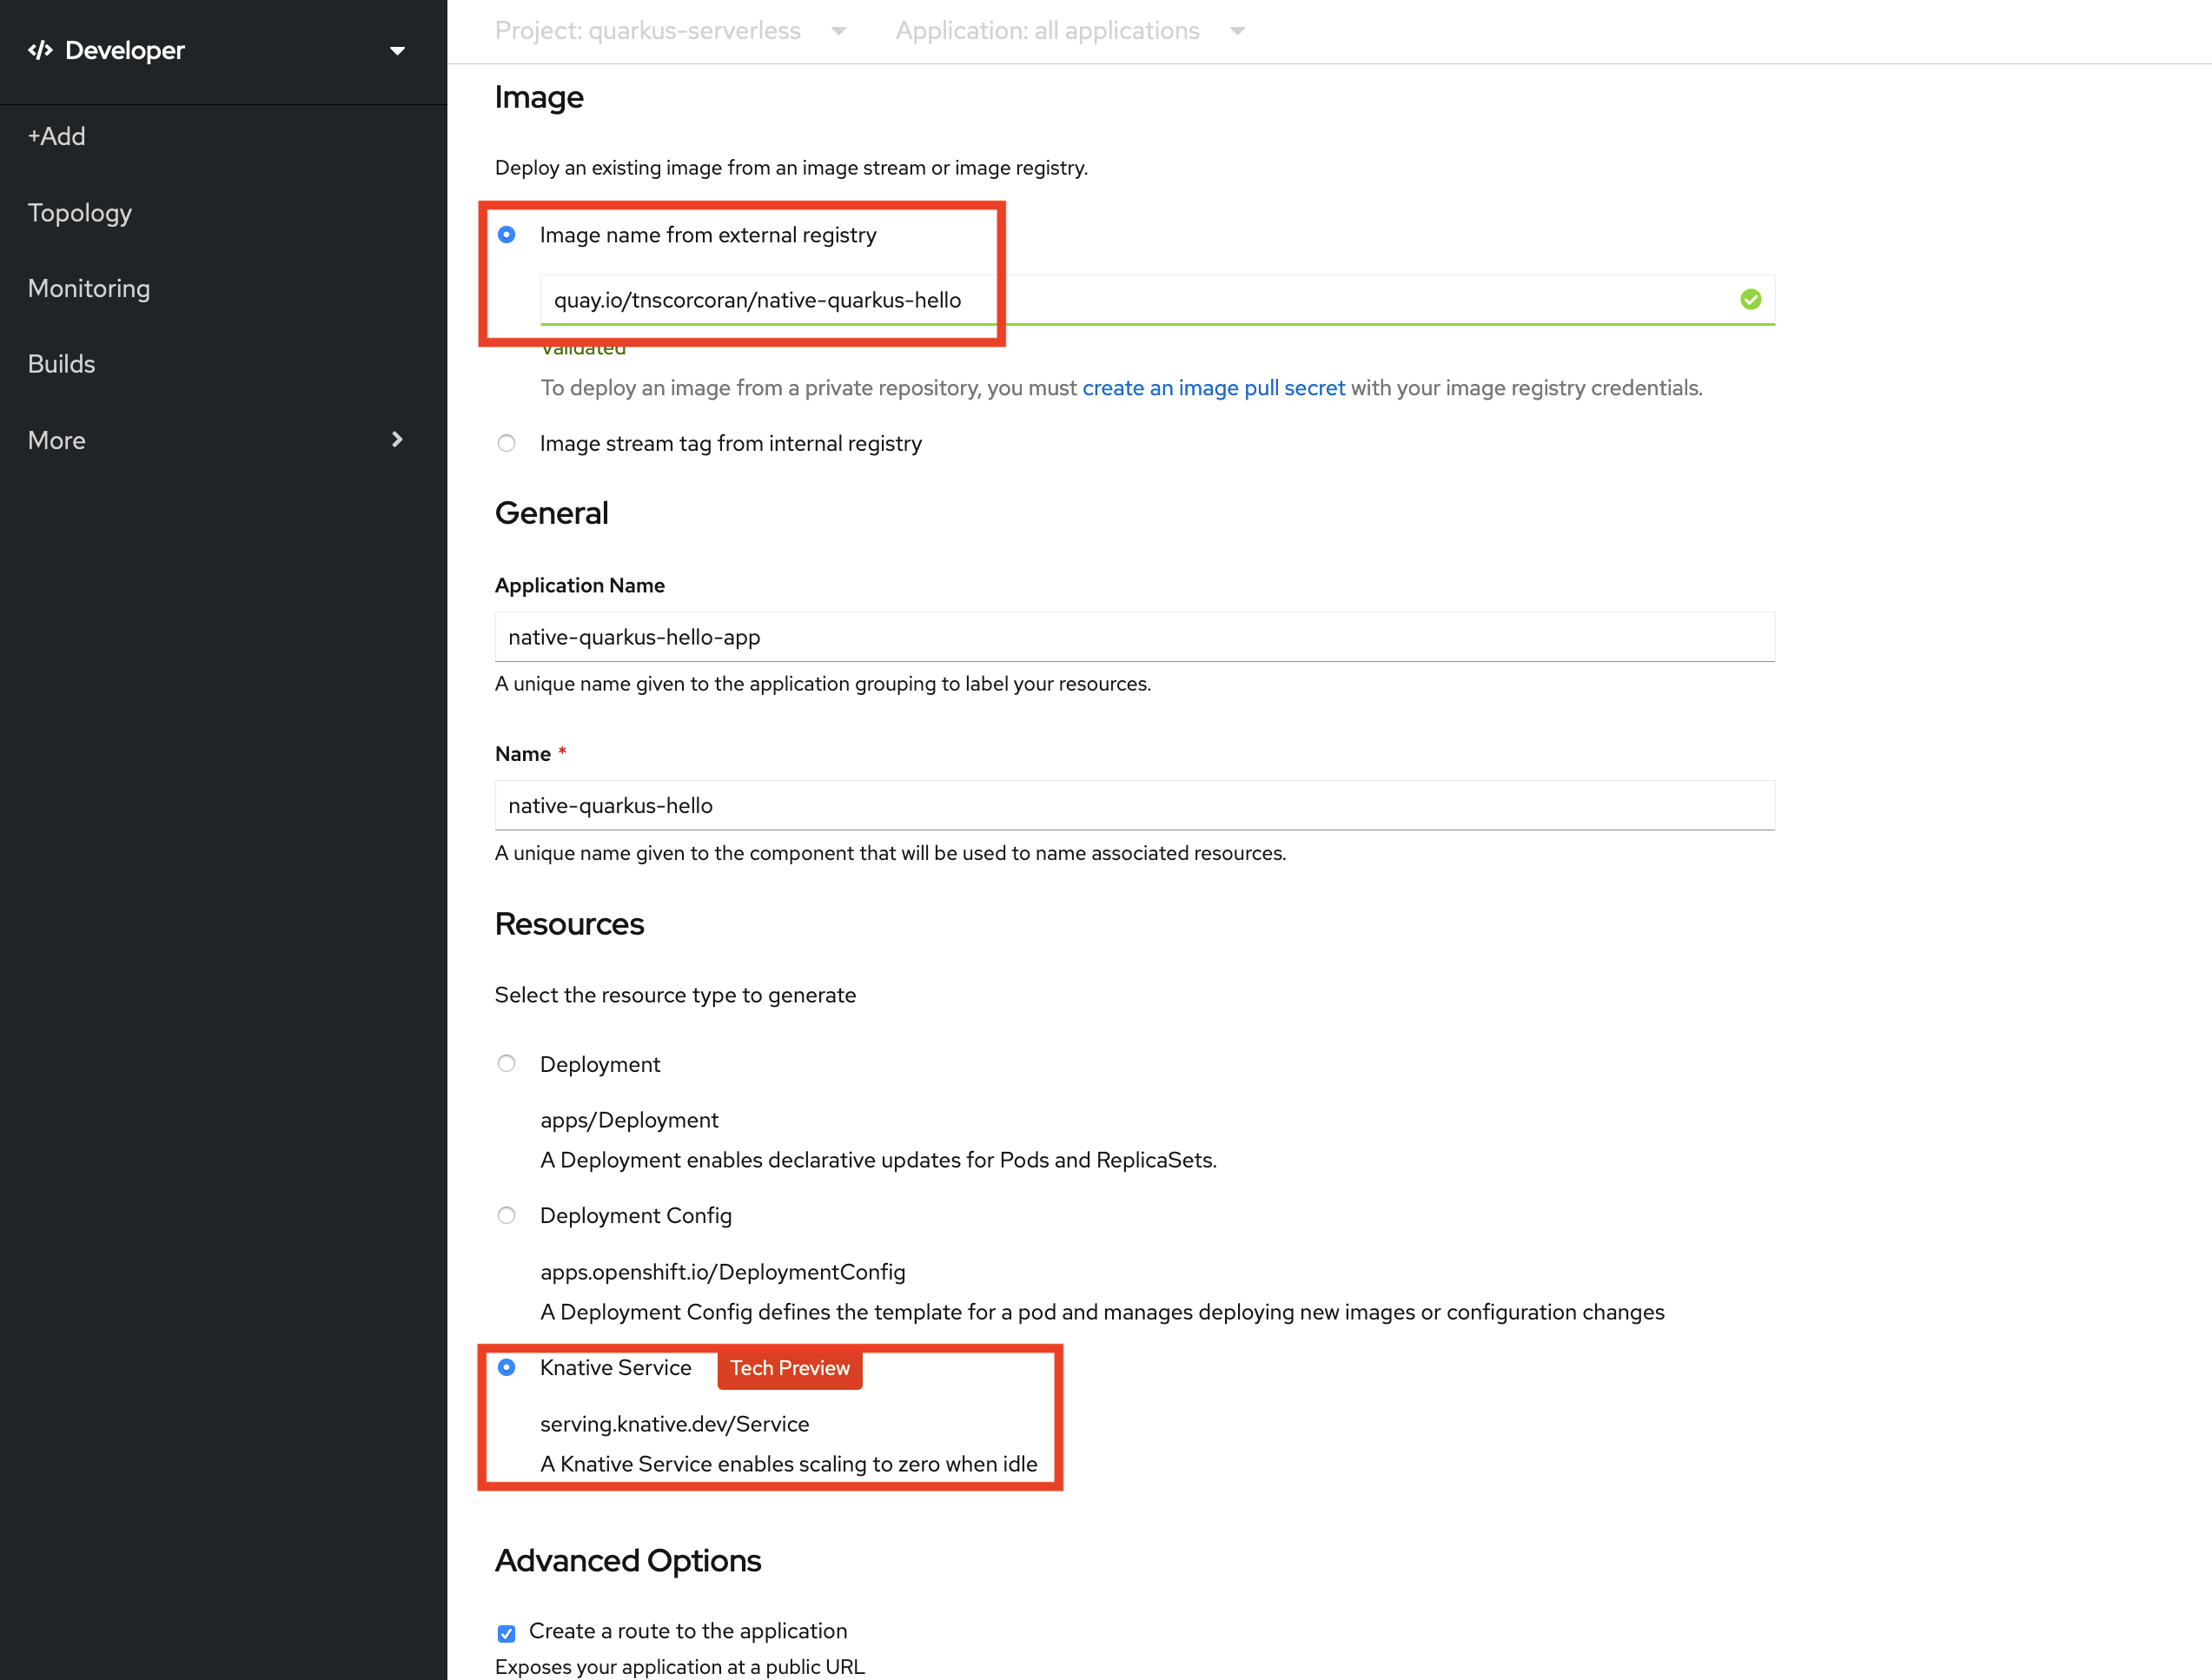 Developer
Project: quarkus-serverless Application: all applications
+Add
Topology
Monitoring
Builds
More
Image
Deploy an existing image from an image stream or image registry.
Image name from external registry
quay.io/tnscorcoran/native-quarkus-hello
Validated
To deploy an image from a private repository, you must create an image pull secret with your image registry credentials.
Image stream tag from internal registry
General
Application Name
native-quarkus-hello-app
A unique name given to the application grouping to label your resources.
Name *
native-quarkus-hello
A unique name given to the component that will be used to name associated resources.
Resources
Select the resource type to generate
Deployment
apps/Deployment
A Deployment enables declarative updates for Pods and ReplicaSets.
Deployment Config
apps.openshift.io/DeploymentConfig
A Deployment Config defines the template for a pod and manages deploying new images or configuration changes
Knative Service Tech Preview
serving.knative.dev/Service
A Knative Service enables scaling to zero when idle
Advanced Options
Create a route to the application
Exposes your application at a public URL